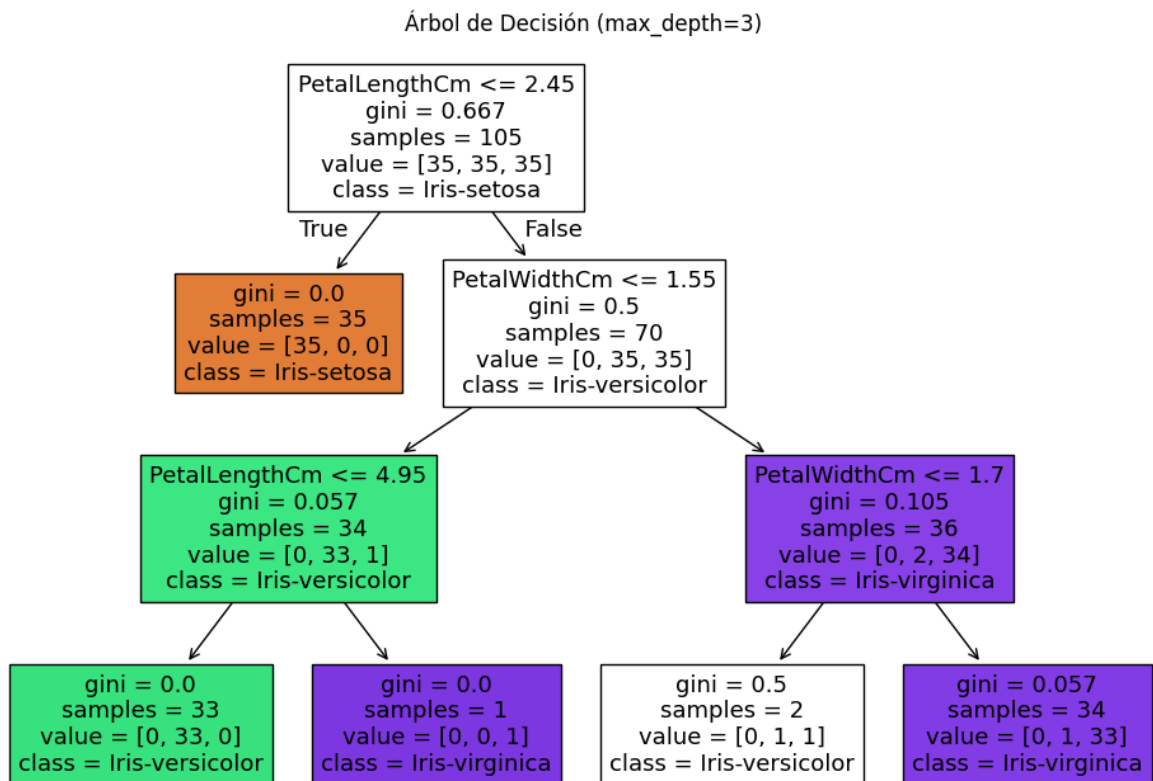 Árbol de Decisión (max_depth=3)
PetalLengthCm <= 2.45
gini = 0.667
samples = 105
value = [35, 35, 35]
class = Iris-setosa
True
False
gini = 0.0
samples = 35
value = [35, 0, 0]
class = Iris-setosa
PetalWidthCm <= 1.55
gini = 0.5
samples = 70
value = [0, 35, 35]
class = Iris-versicolor
PetalLengthCm <= 4.95
gini = 0.057
samples = 34
value = [0, 33, 1]
class = Iris-versicolor
PetalWidthCm <= 1.7
gini = 0.105
samples = 36
value = [0, 2, 34]
class = Iris-virginica
gini = 0.0
samples = 33
value = [0, 33, 0]
class = Iris-versicolor
gini = 0.0
samples = 1
value = [0, 0, 1]
class = Iris-virginica
gini = 0.5
samples = 2
value = [0, 1, 1]
class = Iris-versicolor
gini = 0.057
samples = 34
value = [0, 1, 33]
class = Iris-virginica